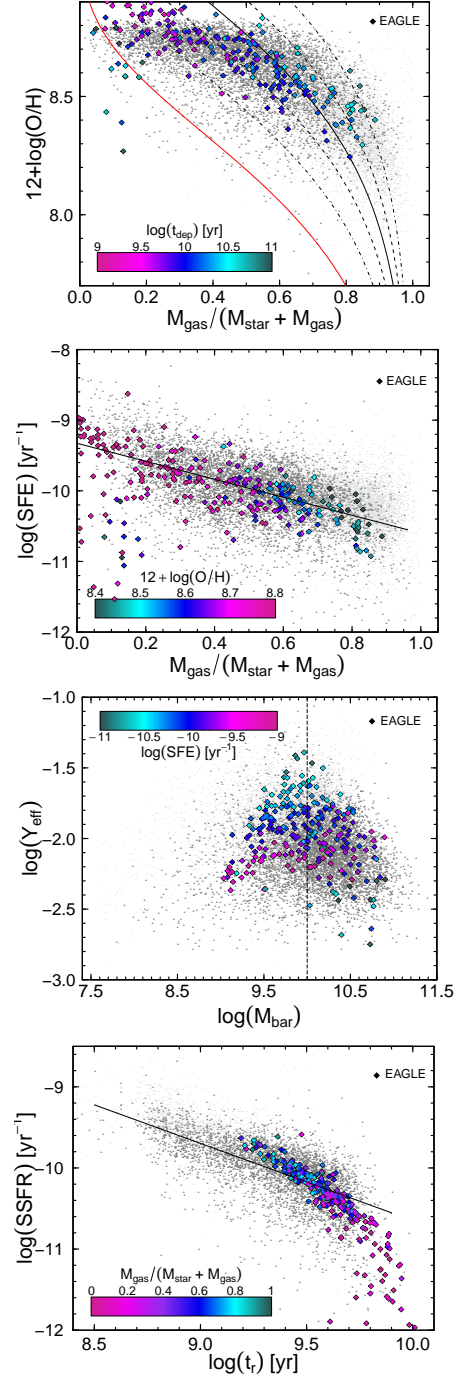 EAGLE
12+log(O/H)
8.5
8.0
log(t_dep) [yr]
9 9.5 10 10.5 11
0.0 0.2 0.4 0.6 0.8 1.0
M_gas/(M_star + M_gas)
−8
EAGLE
−9
log(SFE) [yr⁻¹]
−10
−11
12+log(O/H)
8.4 8.5 8.6 8.7 8.8
−12
0.0 0.2 0.4 0.6 0.8 1.0
M_gas/(M_star + M_gas)
−1.0
EAGLE
−11 −10.5 −10 −9.5 −9
log(SFE) [yr⁻¹]
−1.5
log(Y_eff)
−2.0
−2.5
−3.0
7.5 8.5 9.5 10.5 11.5
log(M_bar)
EAGLE
−9
log(SSFR) [yr⁻¹]
−10
−11
M_gas/(M_star + M_gas)
0 0.2 0.4 0.6 0.8 1
−12
8.5 9.0 9.5 10.0
log(t_r) [yr]